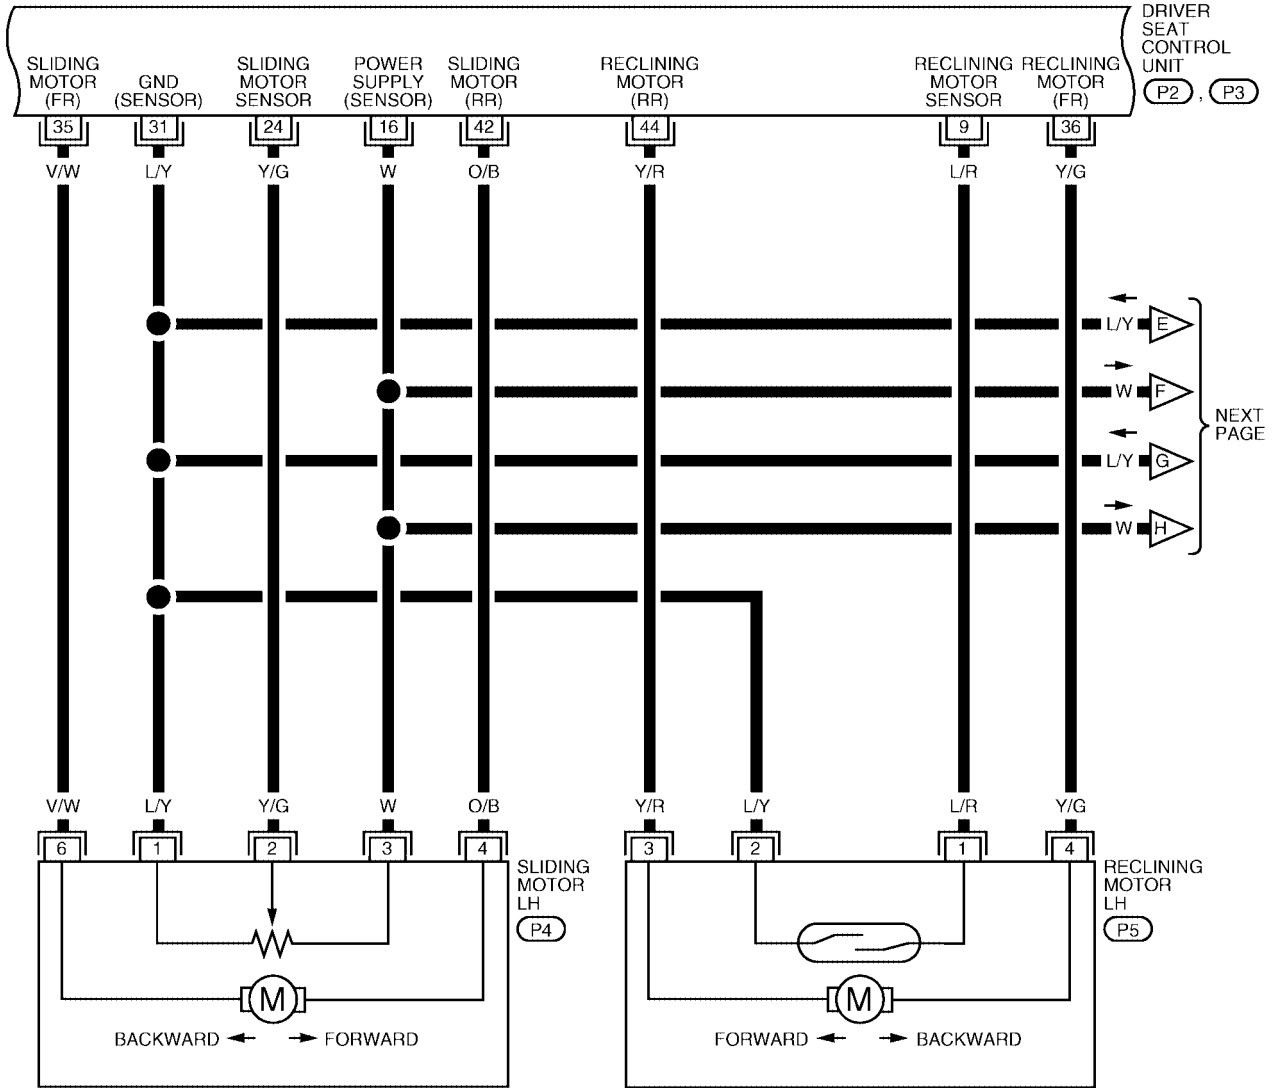 DRIVER
SEAT
CONTROL
UNIT
P2 , P3
SLIDING
MOTOR
(FR)
GND
(SENSOR)
SLIDING
MOTOR
SENSOR
POWER
SUPPLY
(SENSOR)
SLIDING
MOTOR
(RR)
RECLINING
MOTOR
(RR)
RECLINING
MOTOR
SENSOR
RECLINING
MOTOR
(FR)
35 31 24 16 42 44 9 36
V/W L/Y Y/G W O/B Y/R L/R Y/G
L/Y E
W F
NEXT
PAGE
L/Y G
W H
V/W L/Y Y/G W O/B Y/R L/Y L/R Y/G
6 1 2 3 4 3 2 1 4
SLIDING
MOTOR
LH
P4
RECLINING
MOTOR
LH
P5
M M
BACKWARD FORWARD FORWARD BACKWARD